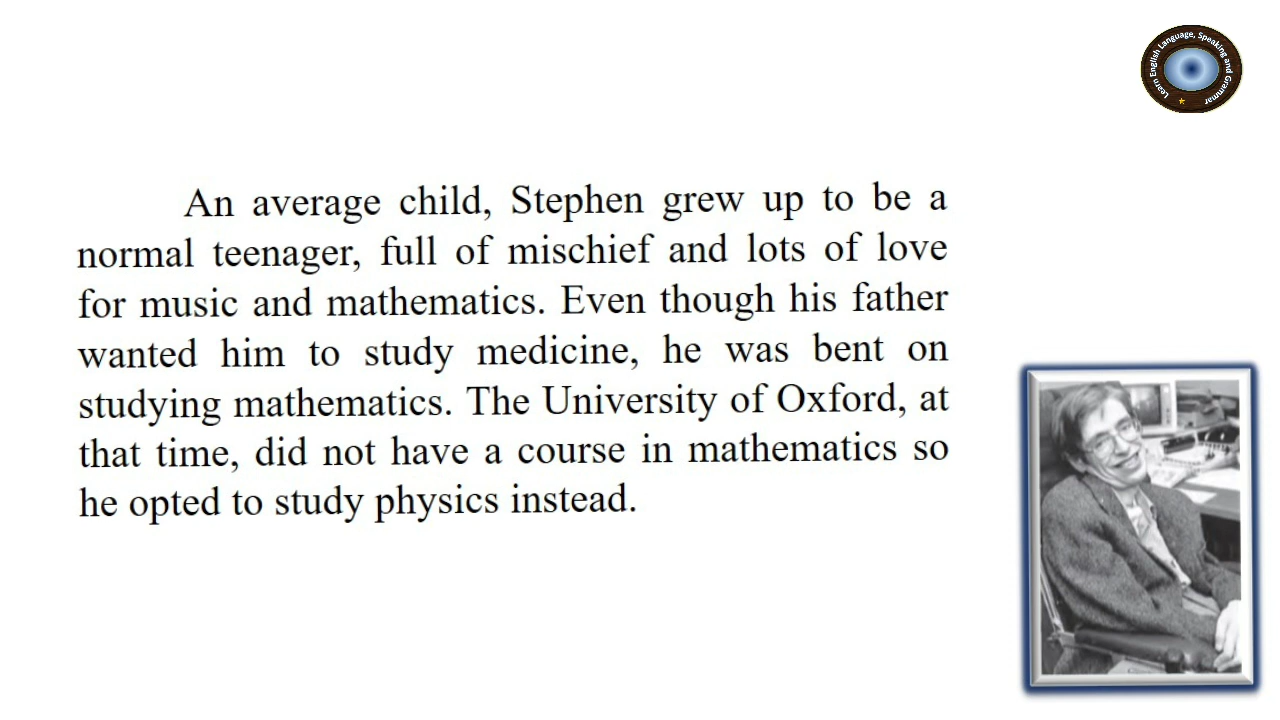 Learn English Language, Speaking and Grammar
An average child, Stephen grew up to be a
normal teenager, full of mischief and lots of love
for music and mathematics. Even though his father
wanted him to study medicine, he was bent on
studying mathematics. The University of Oxford, at
that time, did not have a course in mathematics so
he opted to study physics instead.